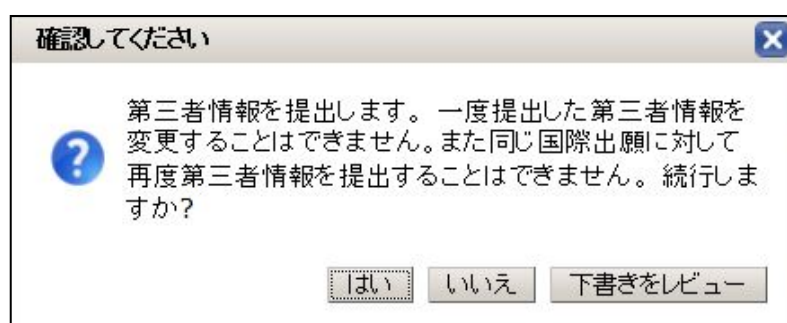 確認してください
第三者情報を提出します。 一度提出した第三者情報を
変更することはできません。また同じ国際出願に対して
再度第三者情報を提出することはできません。 続行しま
すか?
はい いいえ 下書きをレビュー